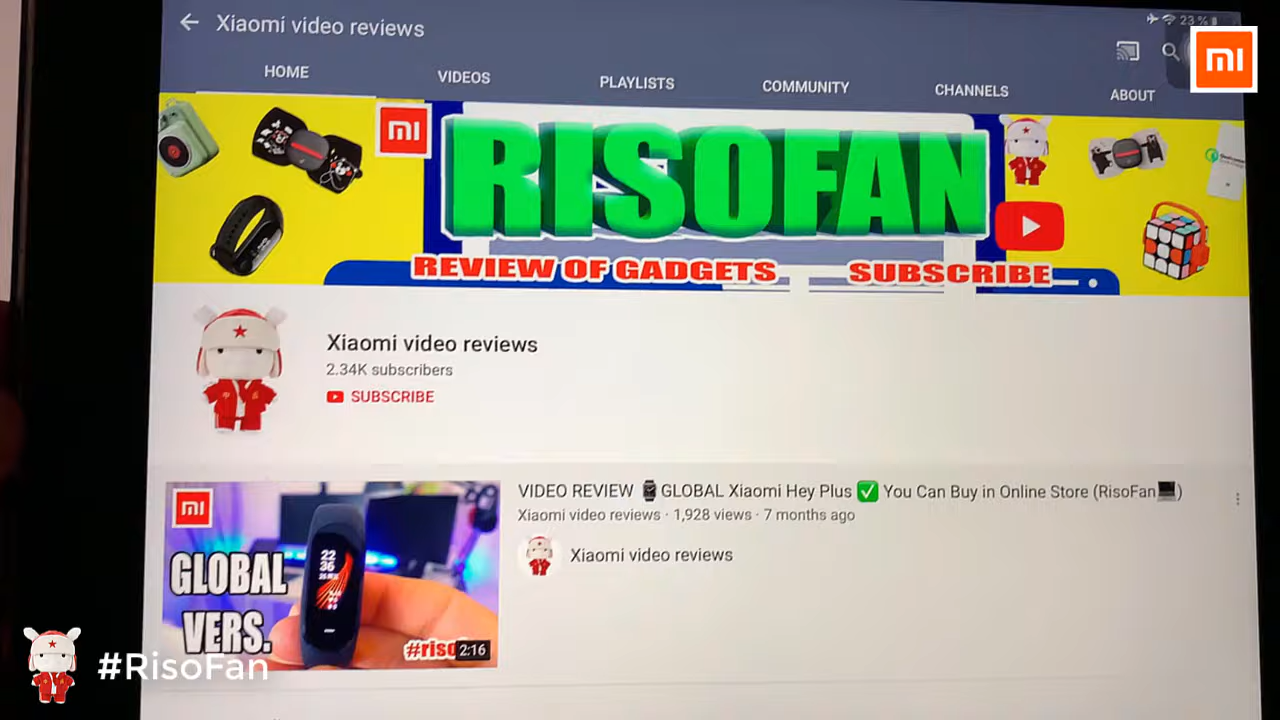 Xiaomi video reviews
23 %
HOME
VIDEOS
PLAYLISTS
COMMUNITY
CHANNELS
ABOUT
mi
mi
RISOFAN
REVIEW OF GADGETS
SUBSCRIBE
Xiaomi video reviews
2.34K subscribers
SUBSCRIBE
VIDEO REVIEW ⌚GLOBAL Xiaomi Hey Plus ✅ You Can Buy in Online Store (RisoFan💻)
Xiaomi video reviews · 1,928 views · 7 months ago
Xiaomi video reviews
mi
GLOBAL
VERS.
22
36
#riso
2:16
#RisoFan